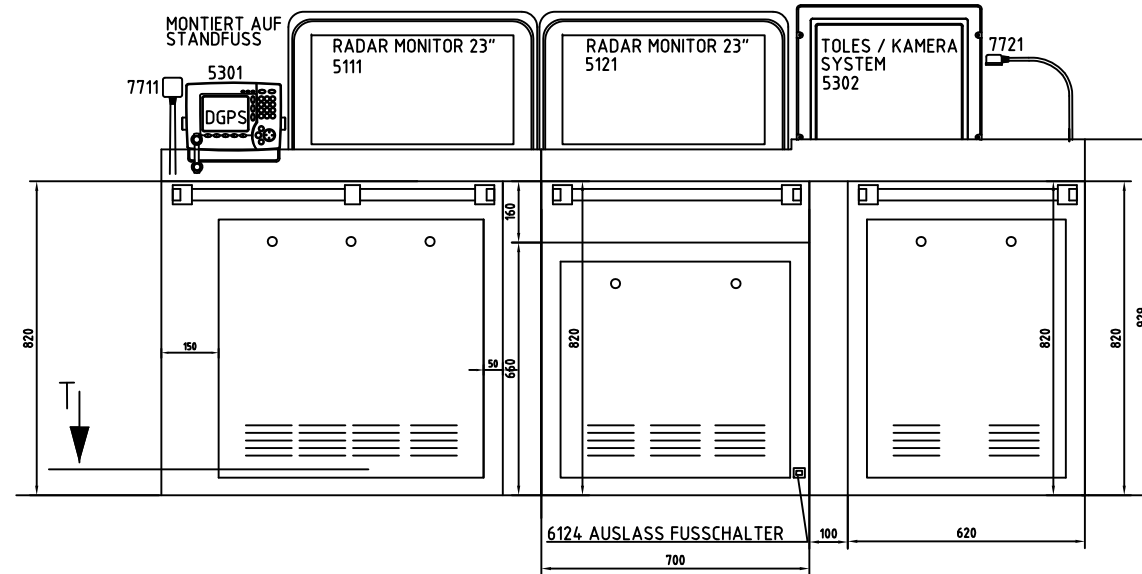 MONTIERT AUF
STANDFUSS
7711
5301
DGPS
RADAR MONITOR 23"
5111
RADAR MONITOR 23"
5121
TOLES / KAMERA
SYSTEM
5302
7721
820
150
T
50
160
660
820
820
820
6124 AUSLASS FUSSCHALTER
700
100
620